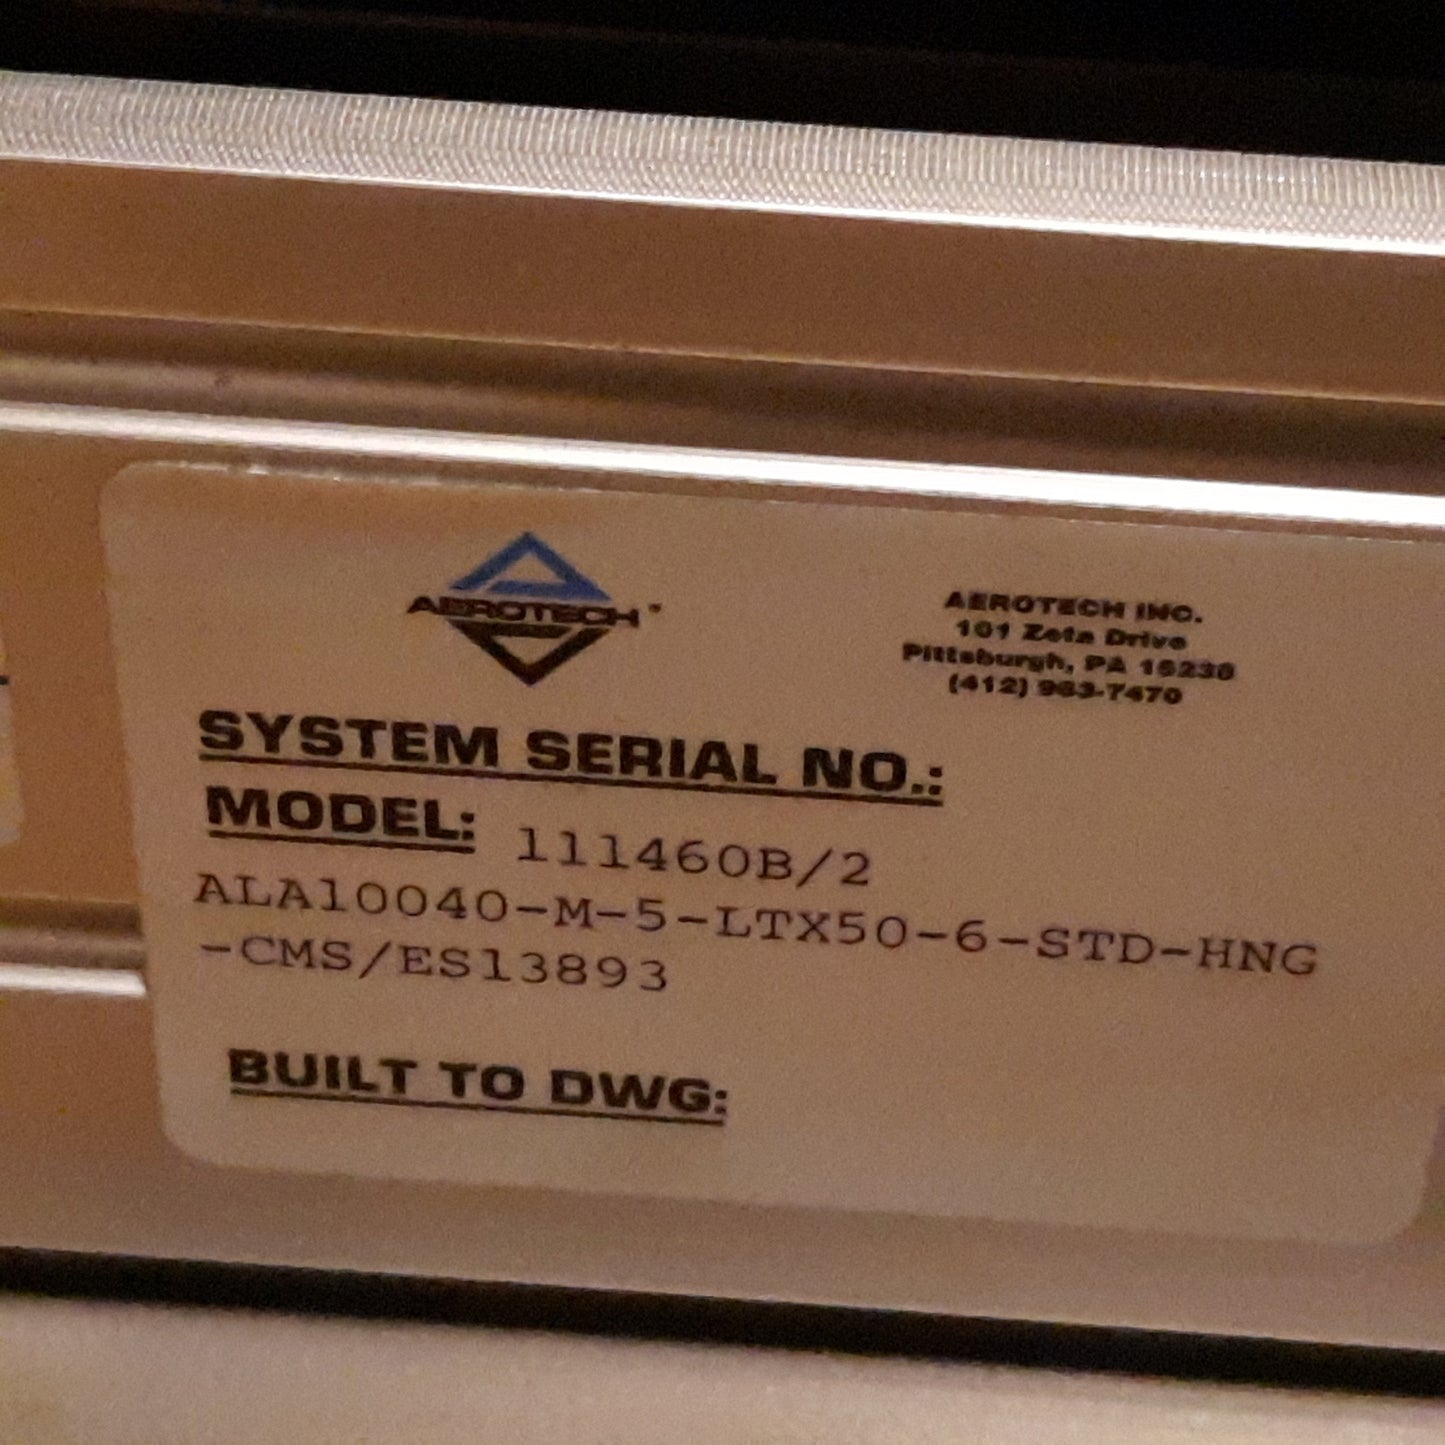 AEROTECH
AEROTECH INC.
101 Zeta Drive
Pittsburgh, PA 15238
(412) 963-7470
SYSTEM SERIAL NO.:
MODEL: 111460B/2
ALA10040-M-5-LTX50-6-STD-HNG
-CMS/ES13893
BUILT TO DWG: